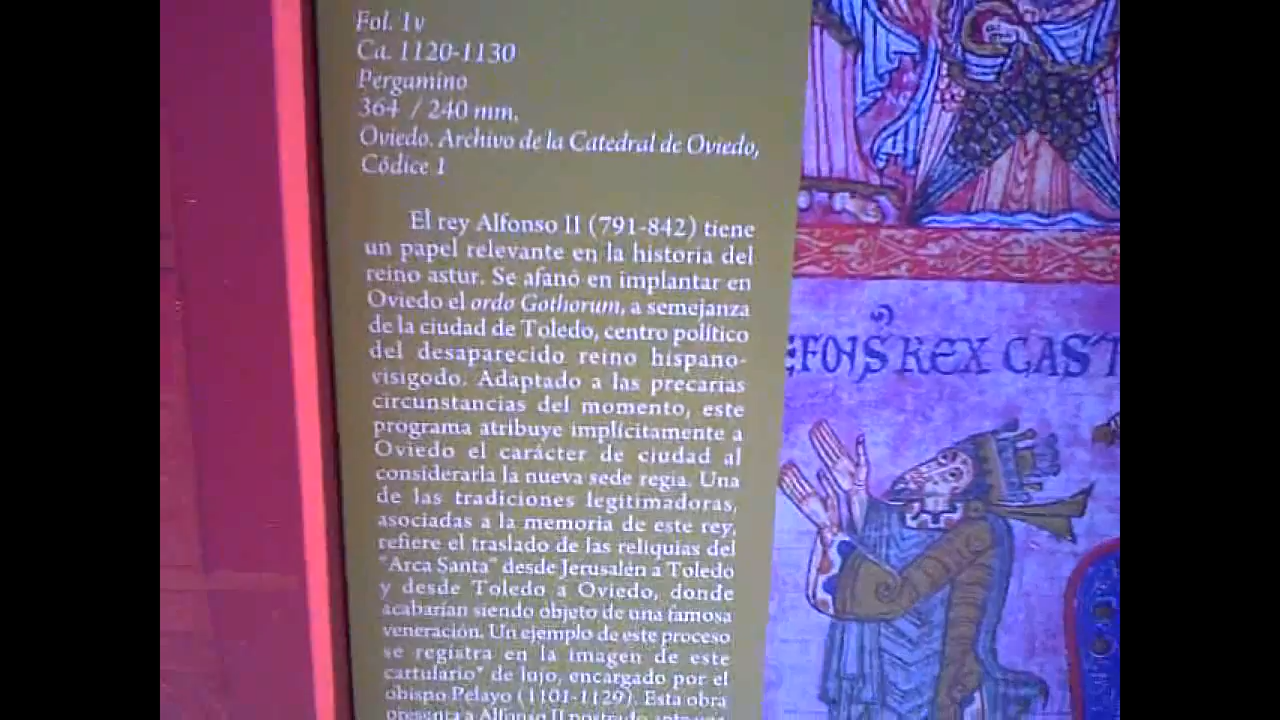 Fol. 1v
Ca. 1120-1130
Pergamino
364 / 240 mm.
Oviedo. Archivo de la Catedral de Oviedo,
Códice 1
El rey Alfonso II (791-842) tiene
un papel relevante en la historia del
reino astur. Se afanó en implantar en
Oviedo el ordo Gothorum, a semejanza
de la ciudad de Toledo, centro político
del desaparecido reino hispano-
visigodo. Adaptado a las precarias
circunstancias del momento, este
programa atribuye implícitamente a
Oviedo el carácter de ciudad al
considerarla la nueva sede regia. Una
de las tradiciones legitimadoras,
asociadas a la memoria de este rey,
refiere el traslado de las reliquias del
"Arca Santa" desde Jerusalén a Toledo
y desde Toledo a Oviedo, donde
acabarían siendo objeto de una famosa
veneración. Un ejemplo de este proceso
se registra en la imagen de este
cartulario* de lujo, encargado por el
obispo Pelayo (1101-1129). Esta obra
presenta a Alfonso II postrado ante
EFONS REX CAST